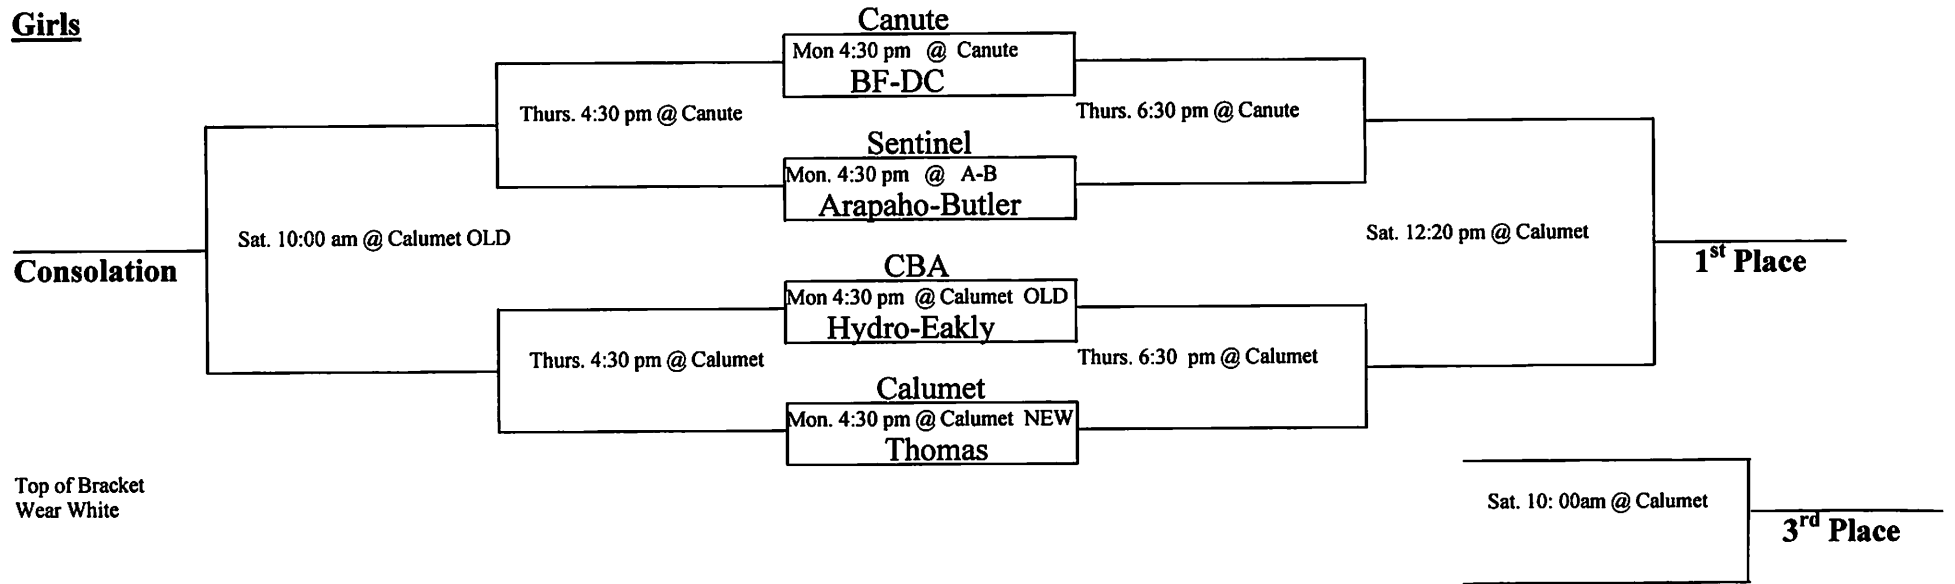 Girls
Canute
Mon 4:30 pm @ Canute
BF-DC
Thurs. 4:30 pm @ Canute
Thurs. 6:30 pm @ Canute
Sentinel
Mon. 4:30 pm @ A-B
Arapaho-Butler
Sat. 10:00 am @ Calumet OLD
Sat. 12:20 pm @ Calumet
Consolation
1st Place
CBA
Mon 4:30 pm @ Calumet OLD
Hydro-Eakly
Thurs. 4:30 pm @ Calumet
Thurs. 6:30 pm @ Calumet
Calumet
Mon. 4:30 pm @ Calumet NEW
Thomas
Top of Bracket
Wear White
Sat. 10: 00am @ Calumet
3rd Place